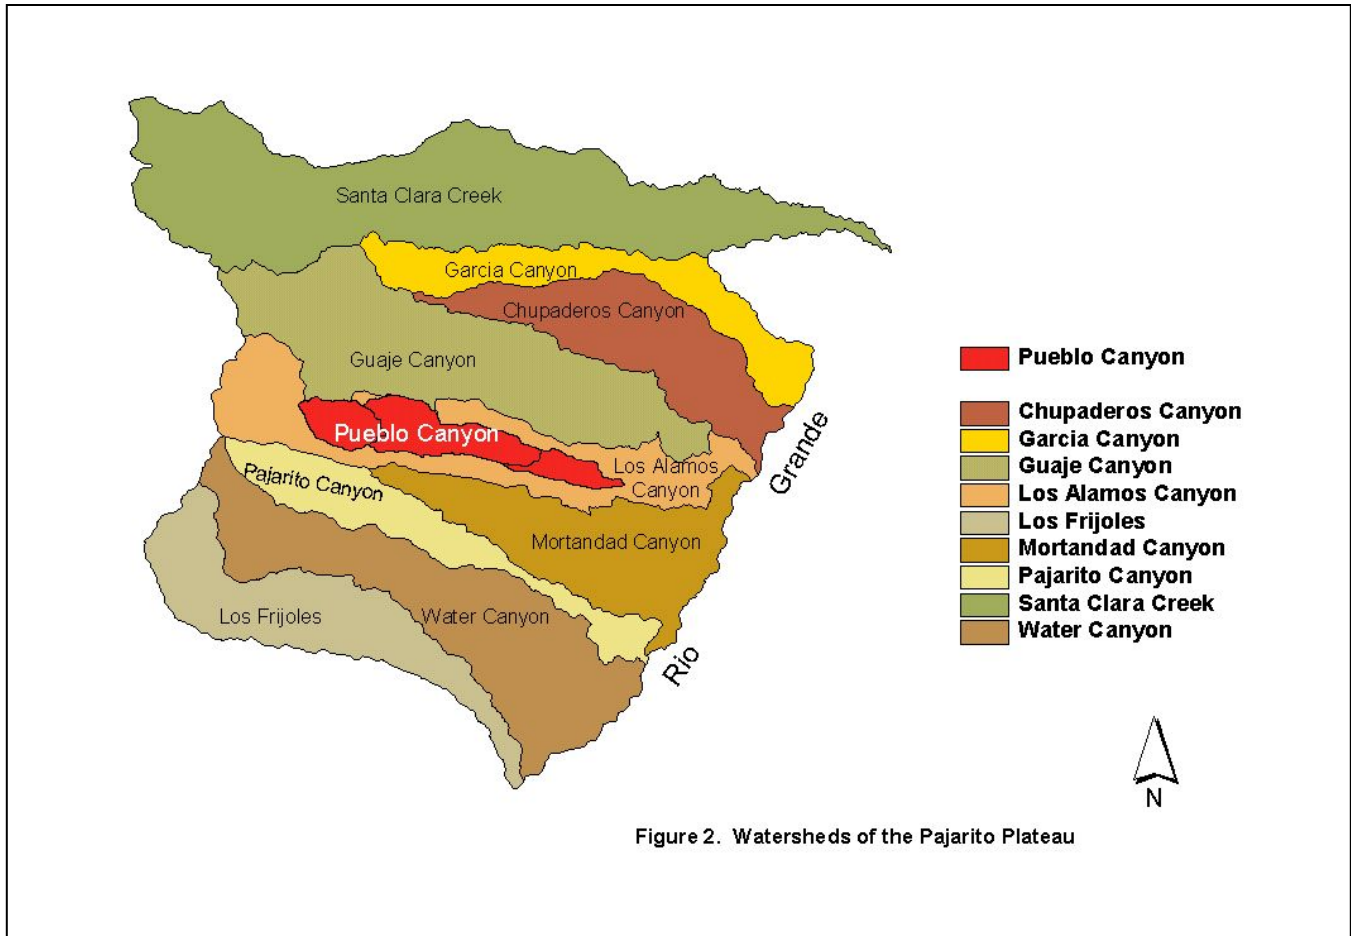 Santa Clara Creek
Garcia Canyon
Chupaderos Canyon
Guaje Canyon
Pueblo Canyon
Los Alamos
Canyon
Pajarito Canyon
Mortandad Canyon
Los Frijoles
Water Canyon
Rio
Grande
Pueblo Canyon
Chupaderos Canyon
Garcia Canyon
Guaje Canyon
Los Alamos Canyon
Los Frijoles
Mortandad Canyon
Pajarito Canyon
Santa Clara Creek
Water Canyon
N
Figure 2. Watersheds of the Pajarito Plateau